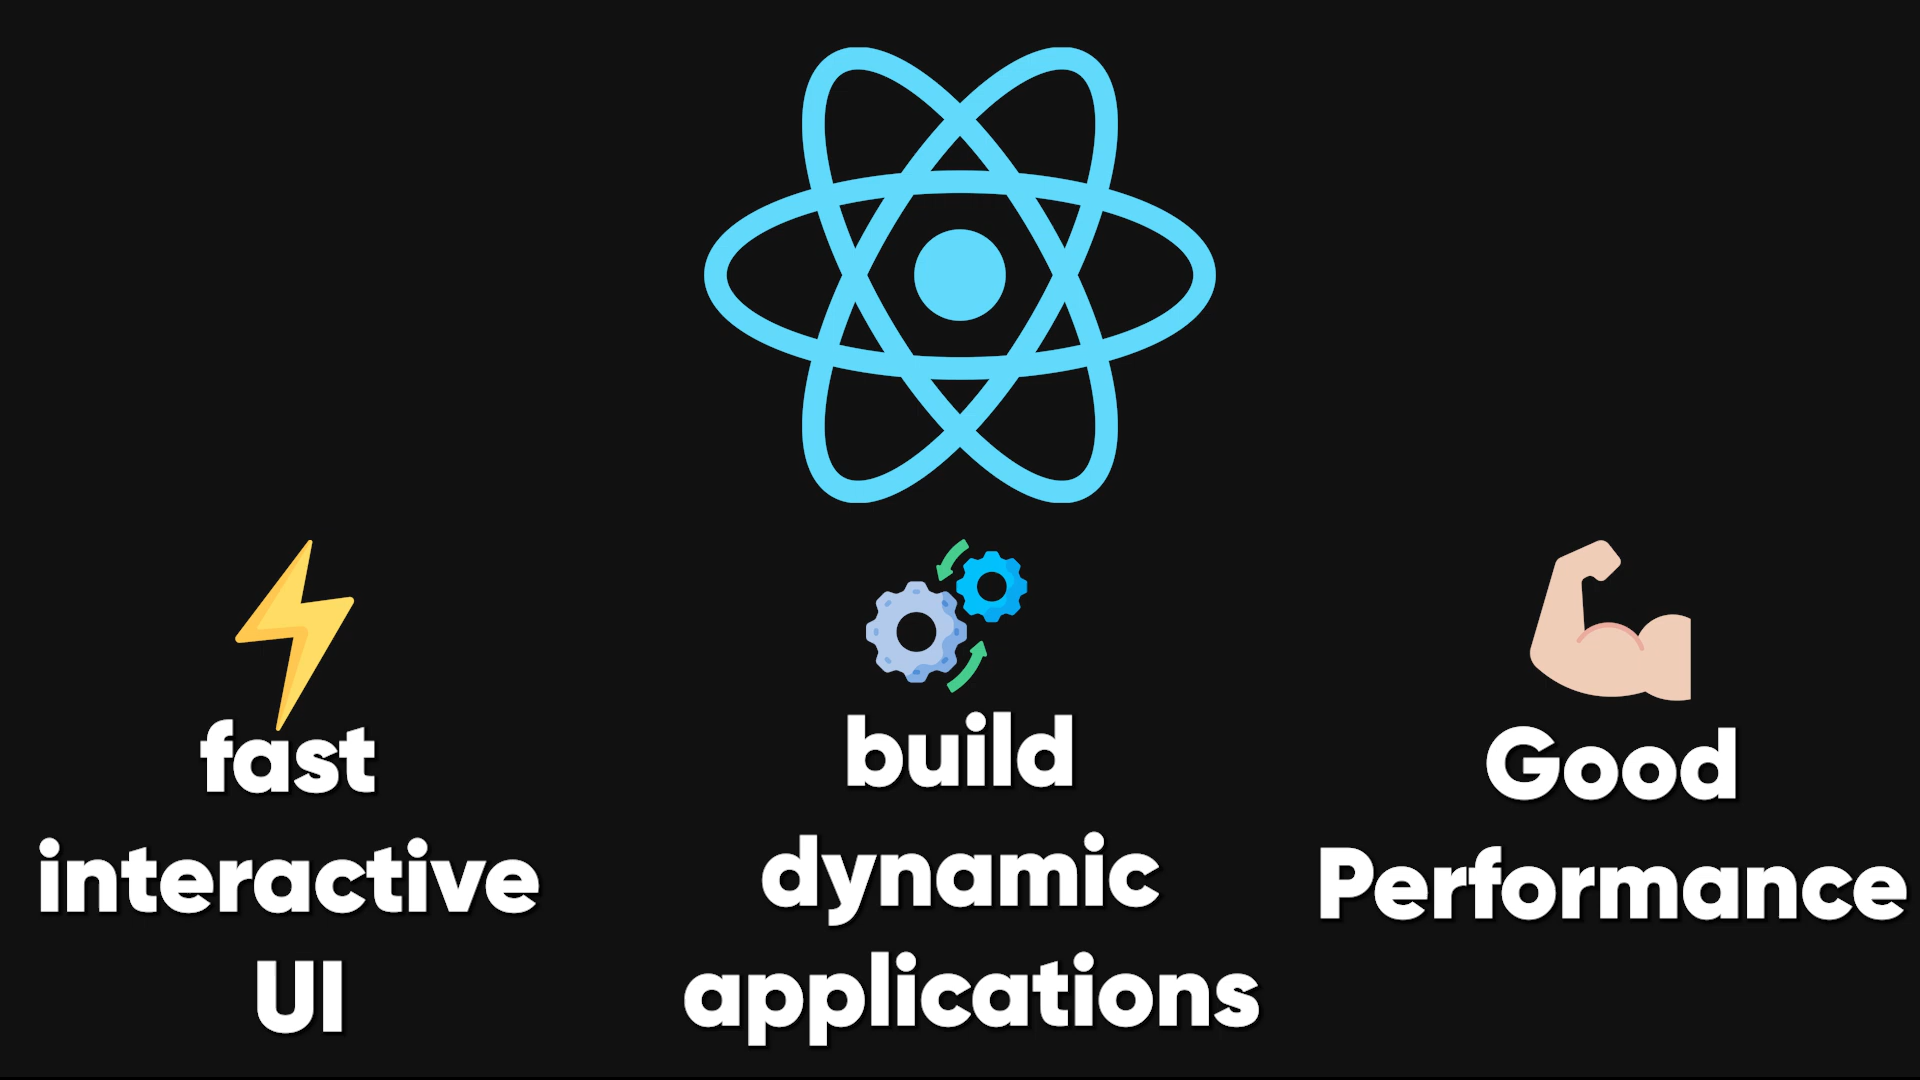 fast
interactive
UI
build
dynamic
applications
Good
Performance